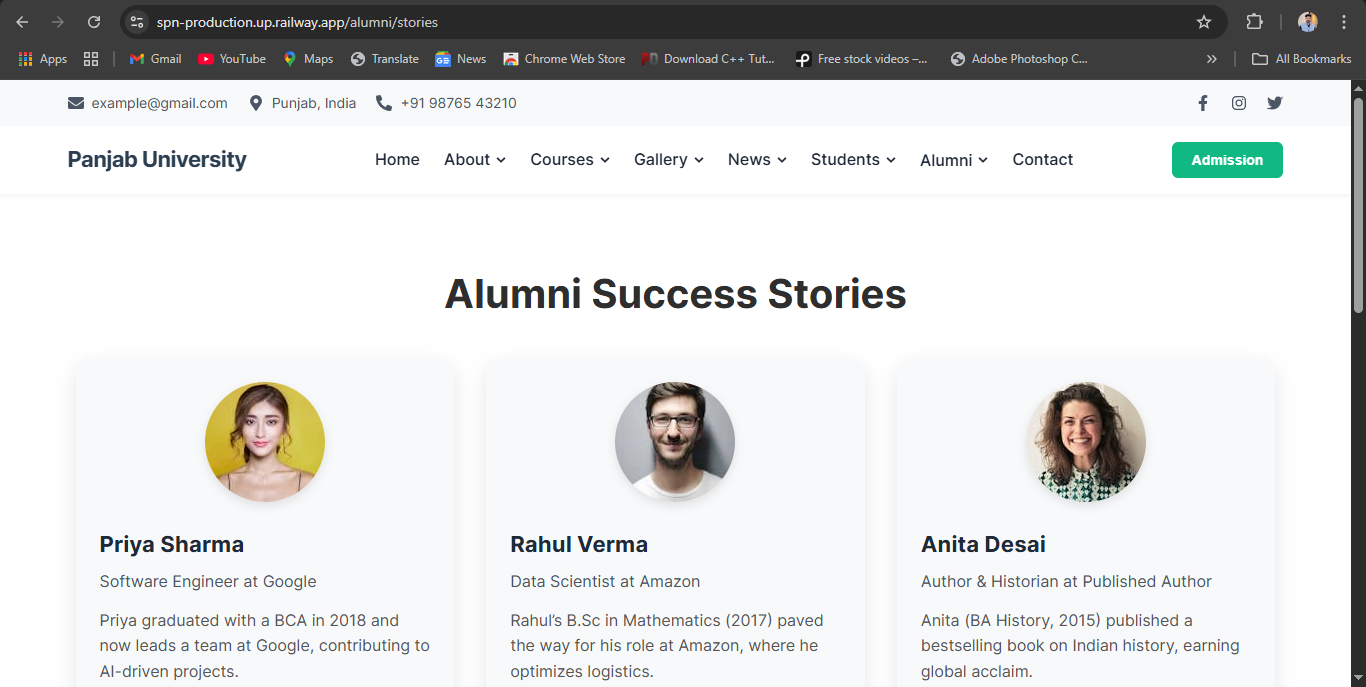 spn-production.up.railway.app/alumni/stories
Apps Gmail YouTube Maps Translate News Chrome Web Store Download C++ Tut... Free stock videos –... Adobe Photoshop C... All Bookmarks
example@gmail.com Punjab, India +91 98765 43210
Panjab University Home About Courses Gallery News Students Alumni Contact Admission
Alumni Success Stories
Priya Sharma
Software Engineer at Google
Priya graduated with a BCA in 2018 and
now leads a team at Google, contributing to
AI-driven projects.
Rahul Verma
Data Scientist at Amazon
Rahul’s B.Sc in Mathematics (2017) paved
the way for his role at Amazon, where he
optimizes logistics.
Anita Desai
Author & Historian at Published Author
Anita (BA History, 2015) published a
bestselling book on Indian history, earning
global acclaim.